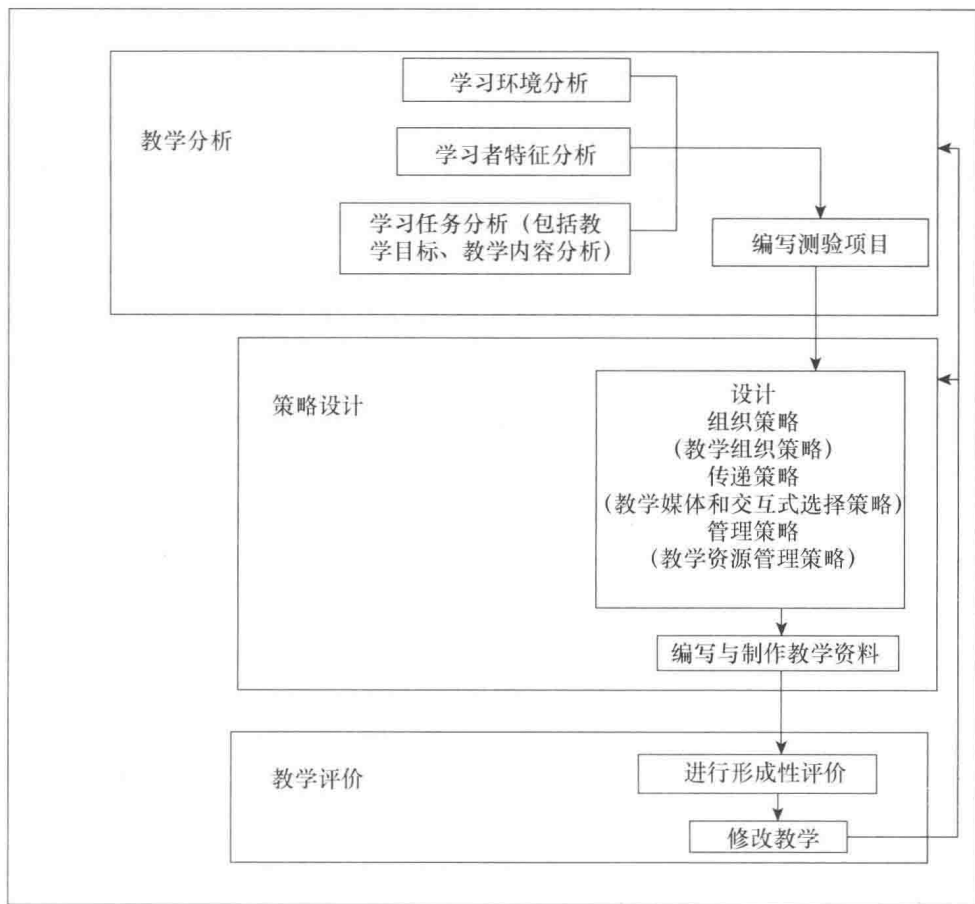 学习环境分析
教学分析
学习者特征分析
学习任务分析（包括教
学目标、教学内容分析）
编写测验项目
策略设计
设计
组织策略
(教学组织策略)
传递策略
(教学媒体和交互式选择策略)
管理策略
(教学资源管理策略)
编写与制作教学资料
教学评价
进行形成性评价
修改教学